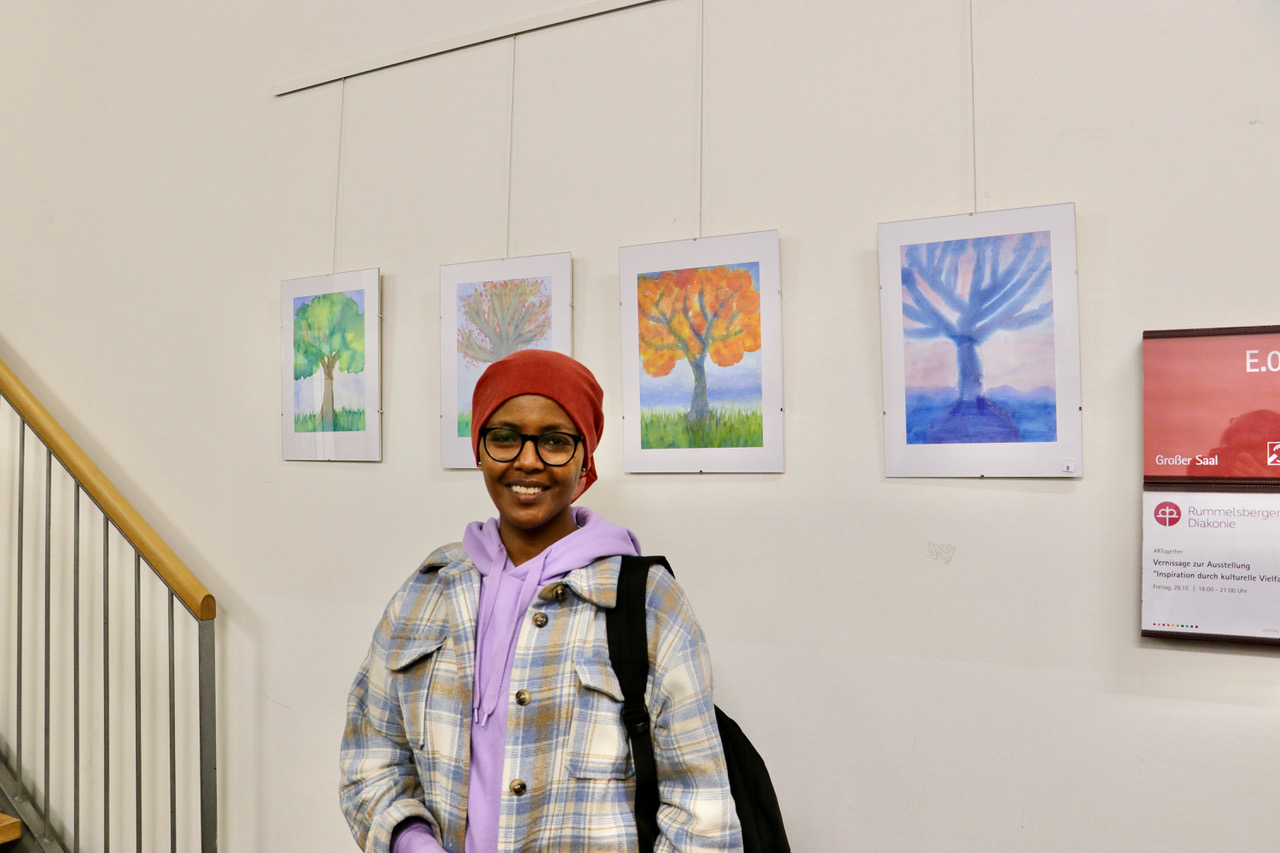 E.0
Großer Saal
Rummelsberger
Diakonie
ARTogether
Vernissage zur Ausstellung
"Inspiration durch kulturelle Vielfa
Freitag, 29.10. | 18:00 - 21:00 Uhr